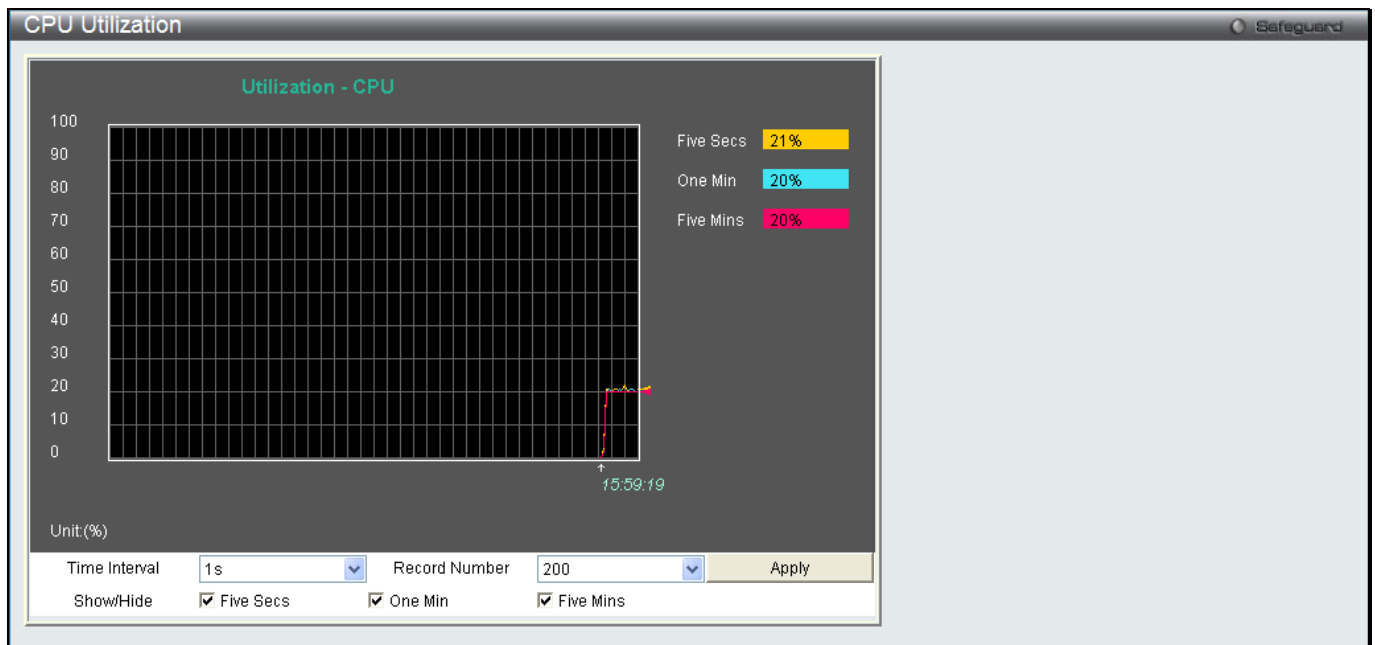 CPU Utilization
Safeguard
Utilization - CPU
100
90
80
70
60
50
40
30
20
10
0
Five Secs 21%
One Min 20%
Five Mins 20%
15:59:19
Unit:(%)
Time Interval 1s Record Number 200 Apply
Show/Hide Five Secs One Min Five Mins